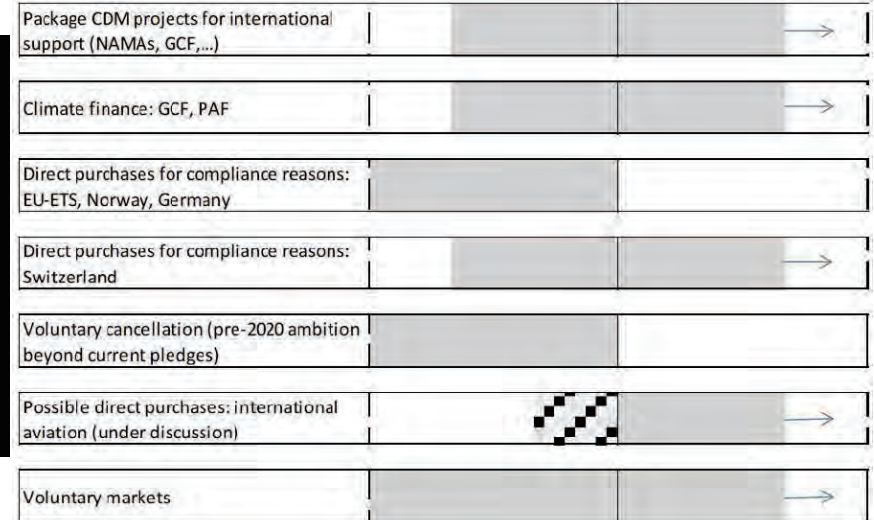 Package CDM projects for international
support (NAMAs, GCF,...)
Climate finance: GCF, PAF
Direct purchases for compliance reasons:
EU-ETS, Norway, Germany
Direct purchases for compliance reasons:
Switzerland
Voluntary cancellation (pre-2020 ambition
beyond current pledges)
Possible direct purchases: international
aviation (under discussion)
Voluntary markets